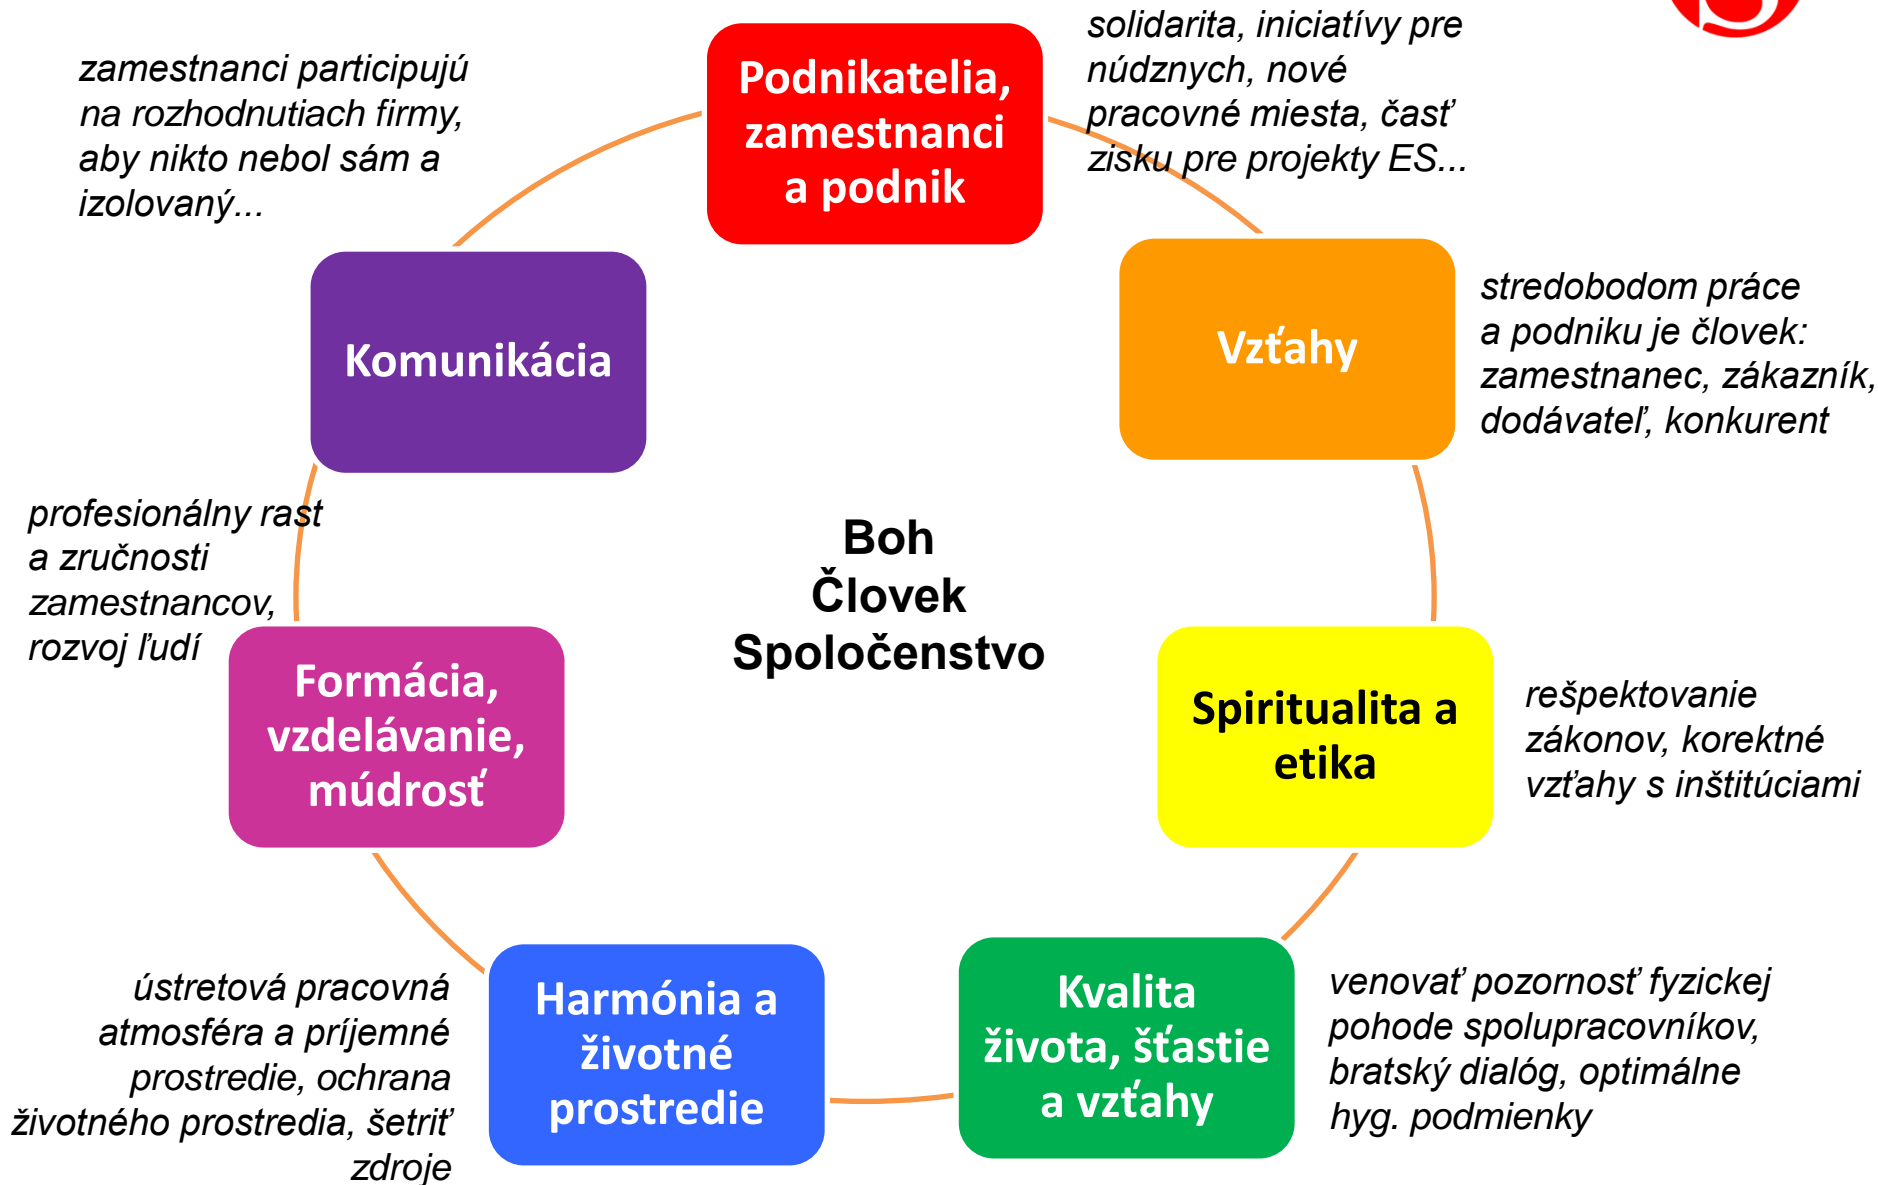 solidarita, iniciatívy pre
núdznych, nové
pracovné miesta, časť
zisku pre projekty ES...
zamestnanci participujú
na rozhodnutiach firmy,
aby nikto nebol sám a
izolovaný...
Podnikatelia,
zamestnanci
a podnik
Komunikácia
Vzťahy
stredobodom práce
a podniku je človek:
zamestnanec, zákazník,
dodávateľ, konkurent
profesionálny rast
a zručnosti
zamestnancov,
rozvoj ľudí
Boh
Človek
Spoločenstvo
Formácia,
vzdelávanie,
múdrosť
Spiritualita a
etika
rešpektovanie
zákonov, korektné
vzťahy s inštitúciami
ústretová pracovná
atmosféra a príjemné
prostredie, ochrana
životného prostredia, šetriť
zdroje
Harmónia a
životné
prostredie
Kvalita
života, šťastie
a vzťahy
venovať pozornosť fyzickej
pohode spolupracovníkov,
bratský dialóg, optimálne
hyg. podmienky